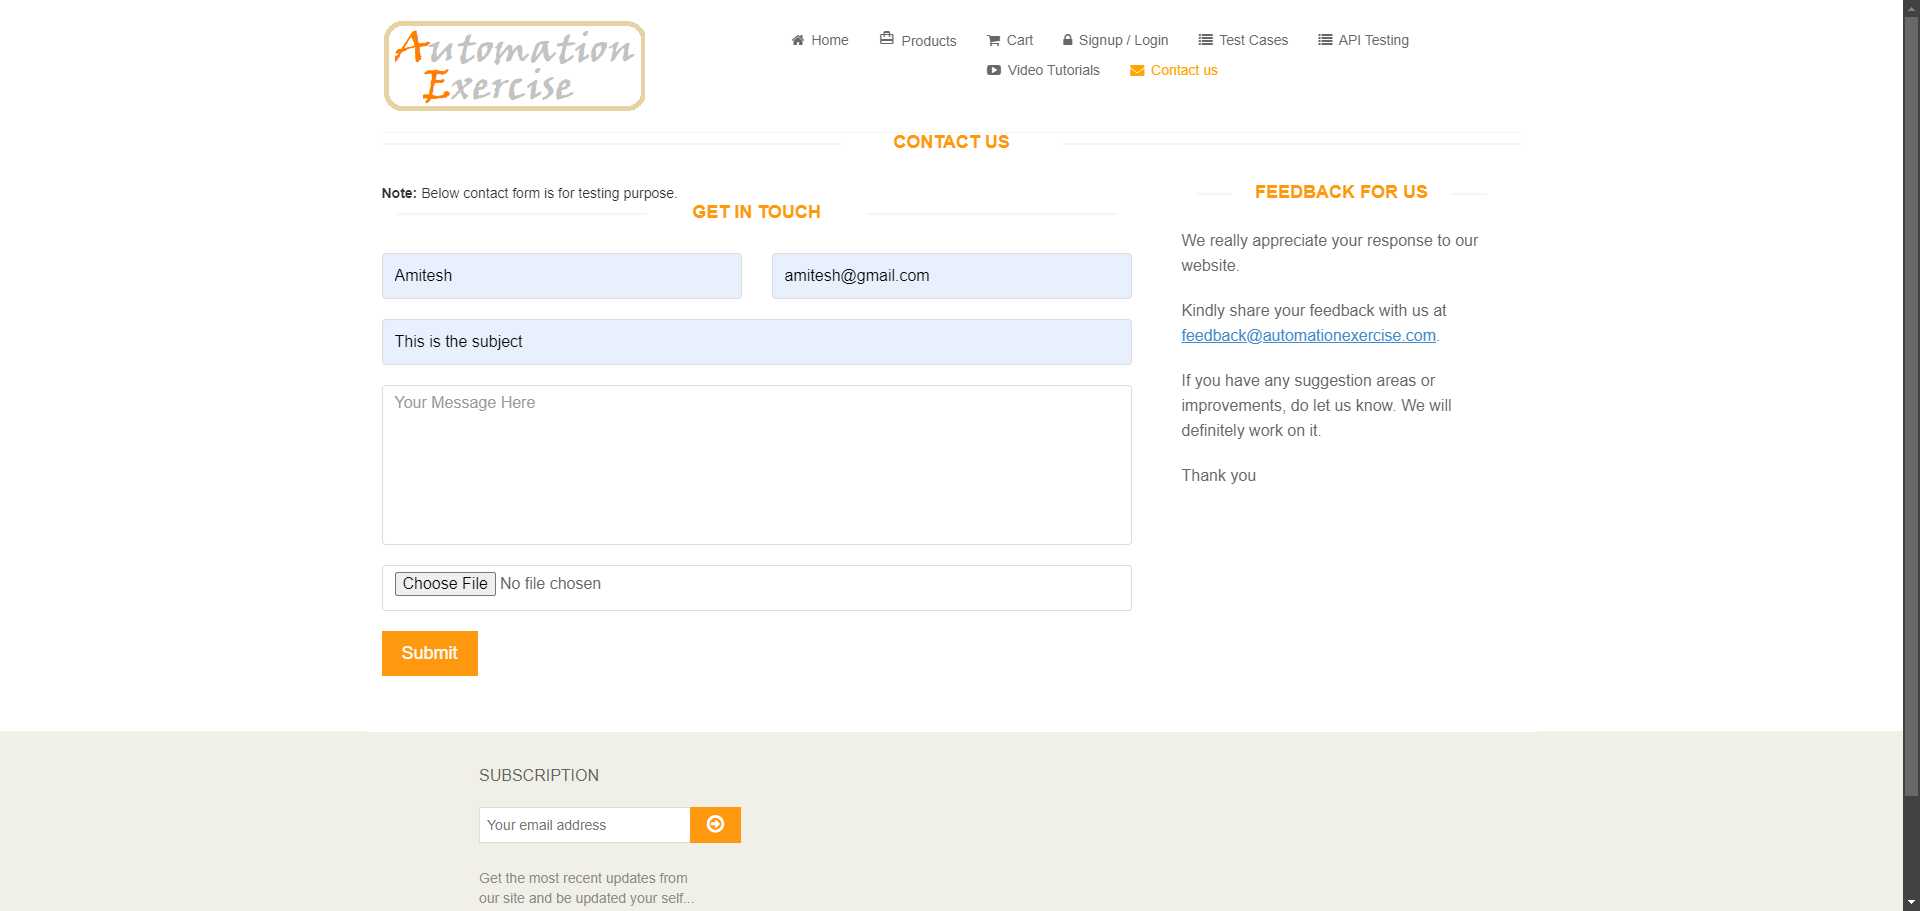 Automation
Exercise
Home
Products
Cart
Signup / Login
Test Cases
API Testing
Video Tutorials
Contact us
CONTACT US
Note: Below contact form is for testing purpose.
GET IN TOUCH
Amitesh
amitesh@gmail.com
This is the subject
Your Message Here
Choose File No file chosen
Submit
FEEDBACK FOR US
We really appreciate your response to our
website.
Kindly share your feedback with us at
feedback@automationexercise.com.
If you have any suggestion areas or
improvements, do let us know. We will
definitely work on it.
Thank you
SUBSCRIPTION
Your email address
Get the most recent updates from
our site and be updated your self...